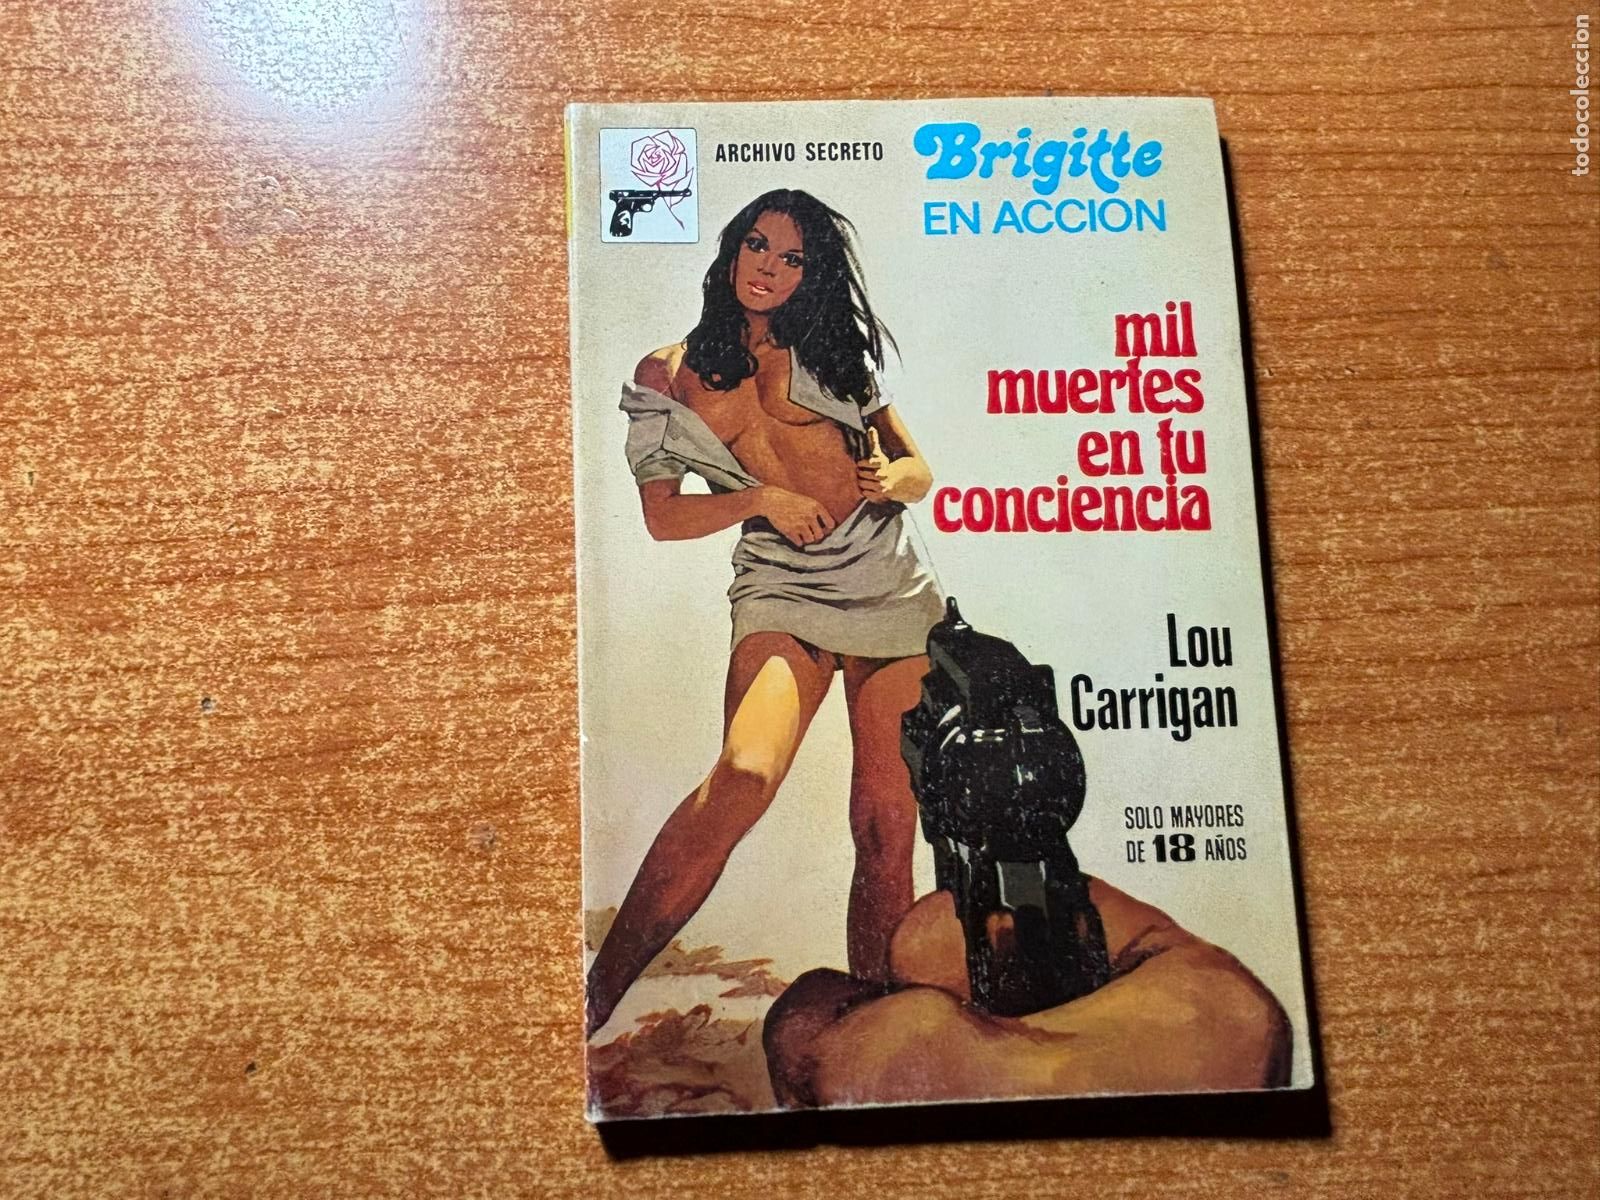 ARCHIVO SECRETO
Brigitte
EN ACCION
mil
muertes
en tu
conciencia
Lou
Carrigan
SOLO MAYORES
DE 18 AÑOS
todocoleccion